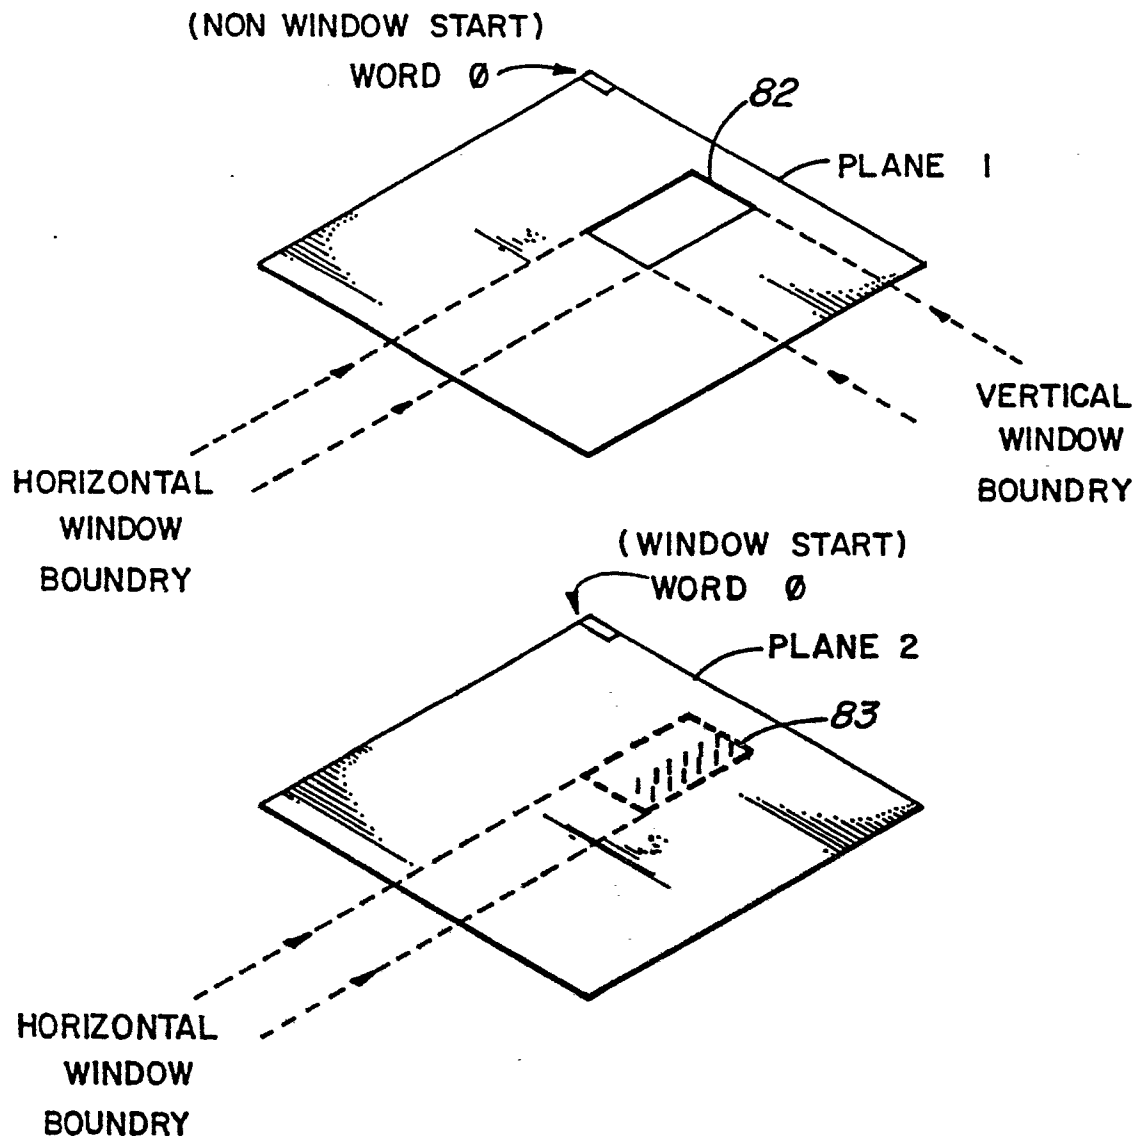 (NON WINDOW START)
WORD Ø
82
PLANE 1
VERTICAL
WINDOW
BOUNDRY
HORIZONTAL
WINDOW
BOUNDRY
(WINDOW START)
WORD Ø
PLANE 2
83
HORIZONTAL
WINDOW
BOUNDRY